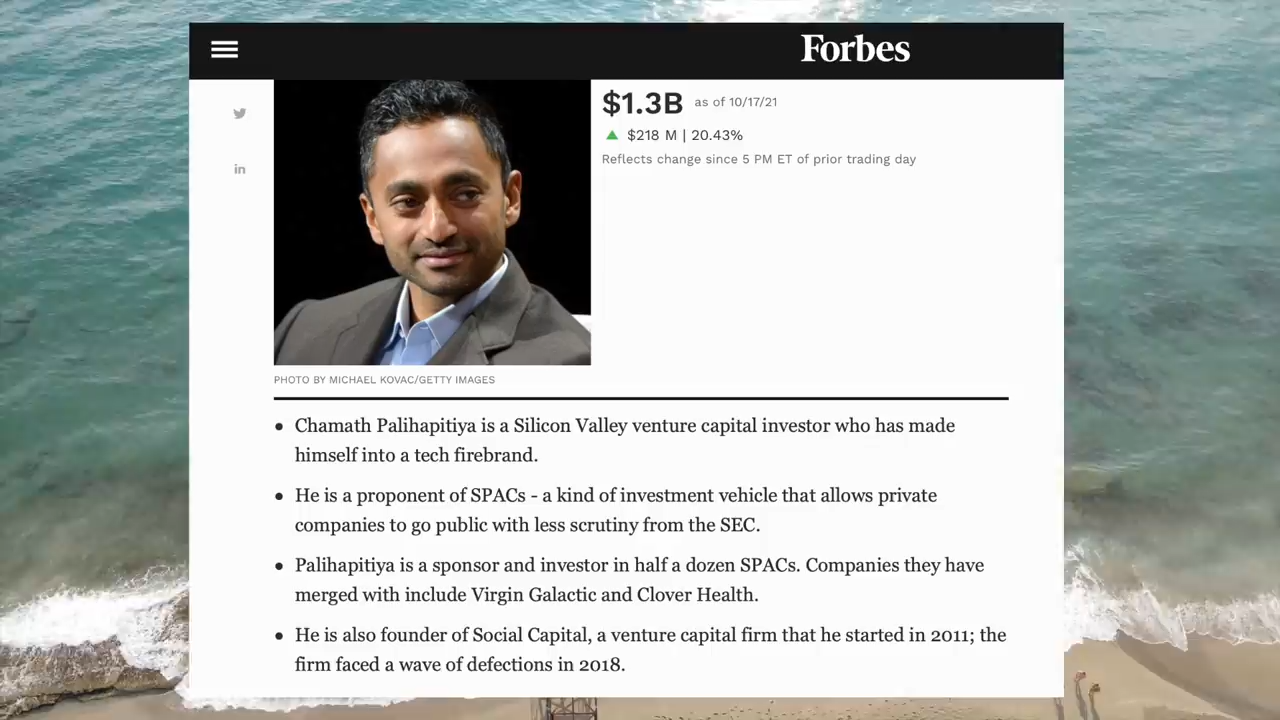 Forbes
$1.3B as of 10/17/21
$218 M | 20.43%
Reflects change since 5 PM ET of prior trading day
in
PHOTO BY MICHAEL KOVAC/GETTY IMAGES
• Chamath Palihapitiya is a Silicon Valley venture capital investor who has made
himself into a tech firebrand.
• He is a proponent of SPACs - a kind of investment vehicle that allows private
companies to go public with less scrutiny from the SEC.
• Palihapitiya is a sponsor and investor in half a dozen SPACs. Companies they have
merged with include Virgin Galactic and Clover Health.
• He is also founder of Social Capital, a venture capital firm that he started in 2011; the
firm faced a wave of defections in 2018.